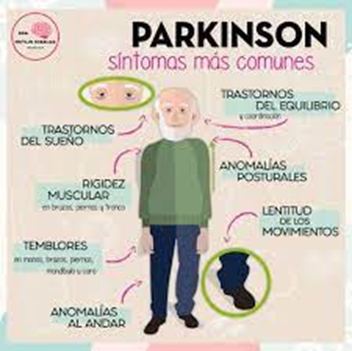 PARKINSON
síntomas más comunes
TRASTORNOS
DEL SUEÑO
RIGIDEZ
MUSCULAR
en brazos, piernas y tronco
TEMBLORES
en manos, brazos, piernas,
mandíbula y cara
ANOMALÍAS
AL ANDAR
TRASTORNOS
DEL EQUILIBRIO
y coordinación
ANOMALÍAS
POSTURALES
LENTITUD
DE LOS
MOVIMIENTOS